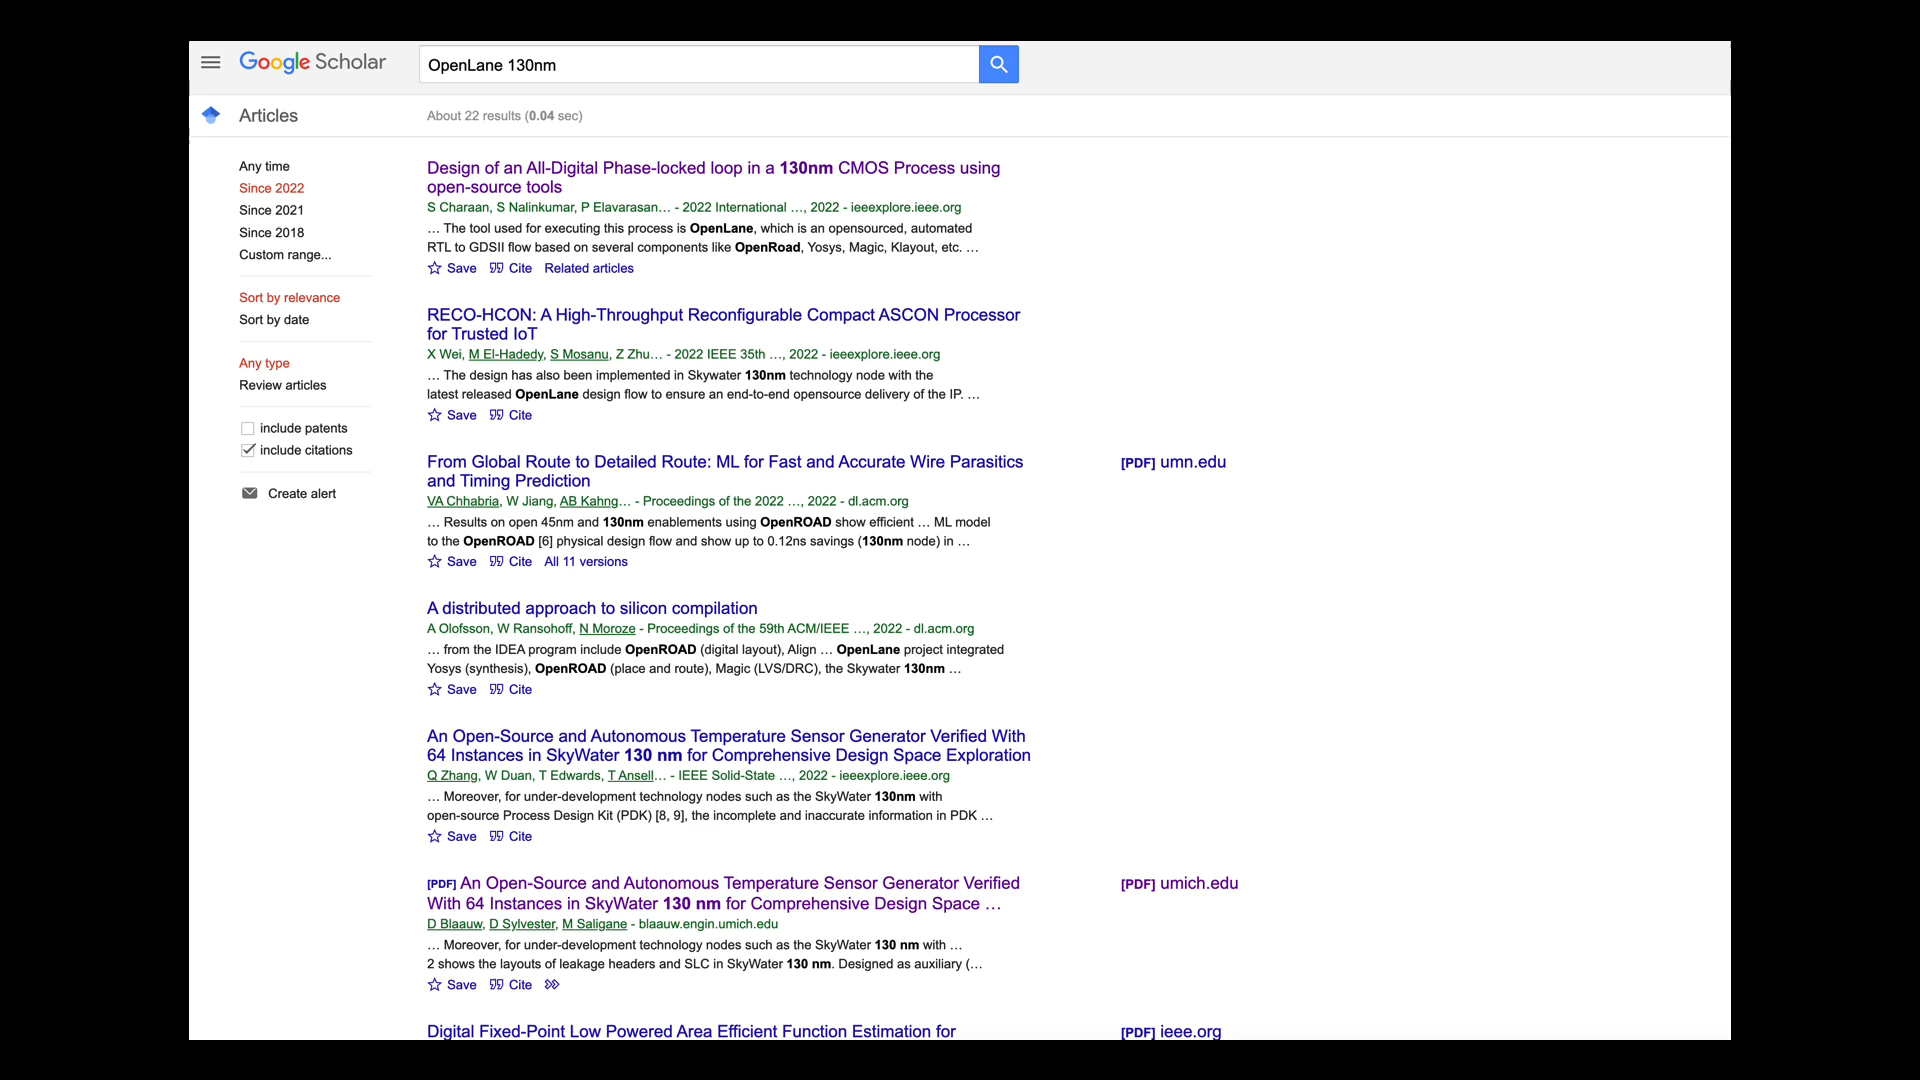 Google Scholar
OpenLane 130nm
Articles
About 22 results (0.04 sec)
Any time
Since 2022
Since 2021
Since 2018
Custom range...
Sort by relevance
Sort by date
Any type
Review articles
include patents
include citations
Create alert
Design of an All-Digital Phase-locked loop in a 130nm CMOS Process using
open-source tools
S Charaan, S Nalinkumar, P Elavarasan… - 2022 International …, 2022 - ieeexplore.ieee.org
… The tool used for executing this process is OpenLane, which is an opensourced, automated
RTL to GDSII flow based on several components like OpenRoad, Yosys, Magic, Klayout, etc. …
Save Cite Related articles
RECO-HCON: A High-Throughput Reconfigurable Compact ASCON Processor
for Trusted IoT
X Wei, M El-Hadedy, S Mosanu, Z Zhu… - 2022 IEEE 35th …, 2022 - ieeexplore.ieee.org
… The design has also been implemented in Skywater 130nm technology node with the
latest released OpenLane design flow to ensure an end-to-end opensource delivery of the IP. …
Save Cite
From Global Route to Detailed Route: ML for Fast and Accurate Wire Parasitics
and Timing Prediction
[PDF] umn.edu
VA Chhabria, W Jiang, AB Kahng… - Proceedings of the 2022 …, 2022 - dl.acm.org
… Results on open 45nm and 130nm enablements using OpenROAD show efficient … ML model
to the OpenROAD [6] physical design flow and show up to 0.12ns savings (130nm node) in …
Save Cite All 11 versions
A distributed approach to silicon compilation
A Olofsson, W Ransohoff, N Moroze - Proceedings of the 59th ACM/IEEE …, 2022 - dl.acm.org
… from the IDEA program include OpenROAD (digital layout), Align … OpenLane project integrated
Yosys (synthesis), OpenROAD (place and route), Magic (LVS/DRC), the Skywater 130nm …
Save Cite
An Open-Source and Autonomous Temperature Sensor Generator Verified With
64 Instances in SkyWater 130 nm for Comprehensive Design Space Exploration
Q Zhang, W Duan, T Edwards, T Ansell… - IEEE Solid-State …, 2022 - ieeexplore.ieee.org
… Moreover, for under-development technology nodes such as the SkyWater 130nm with
open-source Process Design Kit (PDK) [8, 9], the incomplete and inaccurate information in PDK …
Save Cite
[PDF] An Open-Source and Autonomous Temperature Sensor Generator Verified
With 64 Instances in SkyWater 130 nm for Comprehensive Design Space …
[PDF] umich.edu
D Blaauw, D Sylvester, M Saligane - blaauw.engin.umich.edu
… Moreover, for under-development technology nodes such as the SkyWater 130 nm with …
2 shows the layouts of leakage headers and SLC in SkyWater 130 nm. Designed as auxiliary (…
Save Cite
Digital Fixed-Point Low Powered Area Efficient Function Estimation for
[PDF] ieee.org